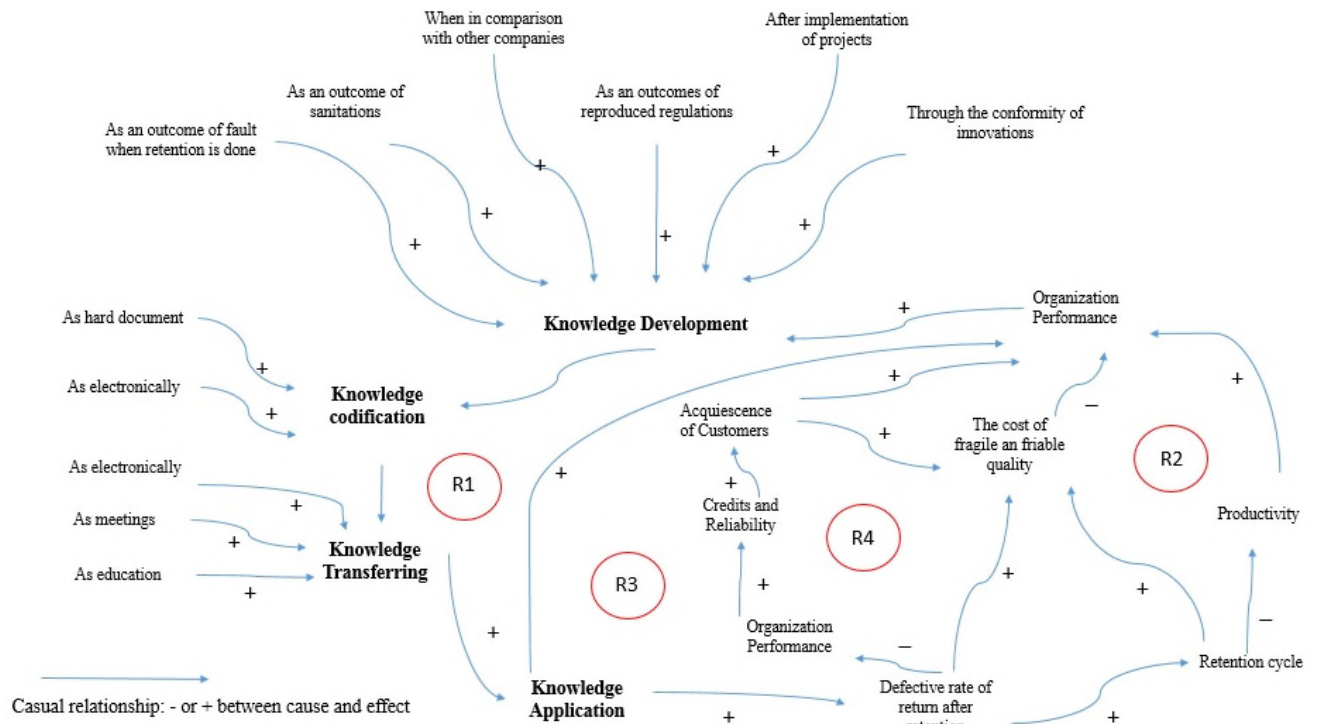 When in comparison
with other companies
After implementation
of projects
As an outcome of
sanitations
As an outcomes of
reproduced regulations
Through the conformity of
innovations
As an outcome of fault
when retention is done
+
+
+
+
+
+
Knowledge Development
Organization
Performance
+
As hard document
+
As electronically
+
Knowledge
codification
+
Acquiescence
of Customers
+
The cost of
fragile an friable
quality
–
+
R2
As electronically
+
R1
+
+
Credits and
Reliability
R4
Productivity
As meetings
+
Knowledge
Transferring
As education
+
R3
+
+
+
–
+
Organization
Performance
–
Retention cycle
Knowledge
Application
+
Defective rate of
return after
retention
+
Casual relationship: - or + between cause and effect